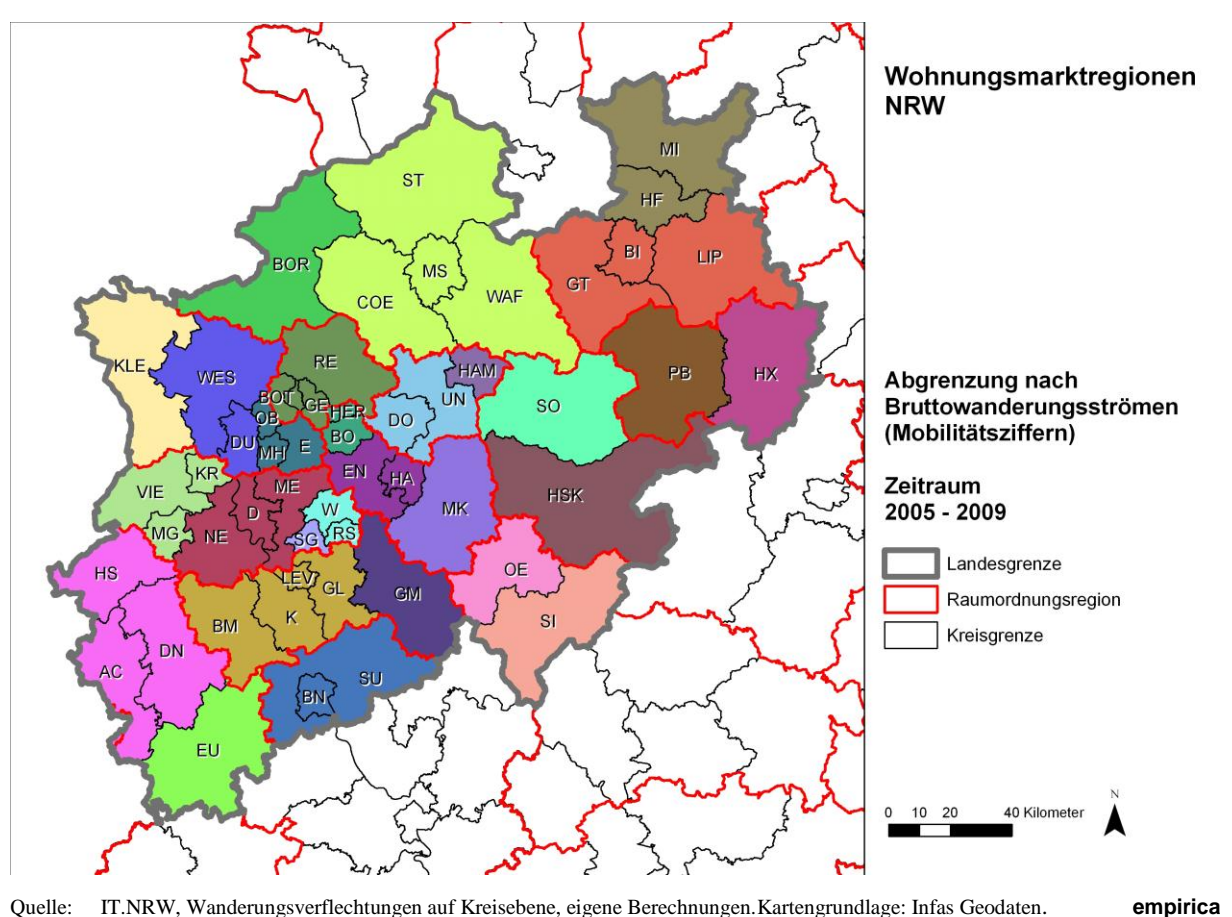 Wohnungsmarktregionen
NRW
Abgrenzung nach
Bruttowanderungsströmen
(Mobilitätsziffern)
Zeitraum
2005 - 2009
Landesgrenze
Raumordnungsregion
Kreisgrenze
N
0 10 20 40 Kilometer
MI
ST
HF
BI
LIP
BOR
MS
GT
COE
WAF
KLE
RE
WES
HAM
PB
HX
BOT
GE
HER
UN
SO
OB
DO
DU
MH
E
BO
KR
EN
HA
VIE
ME
HSK
W
MK
MG
NE
D
SG
RS
HS
LEV
OE
GL
GM
BM
K
SI
DN
AC
SU
BN
EU
Quelle: IT.NRW, Wanderungsverflechtungen auf Kreisebene, eigene Berechnungen.Kartengrundlage: Infas Geodaten. empirica